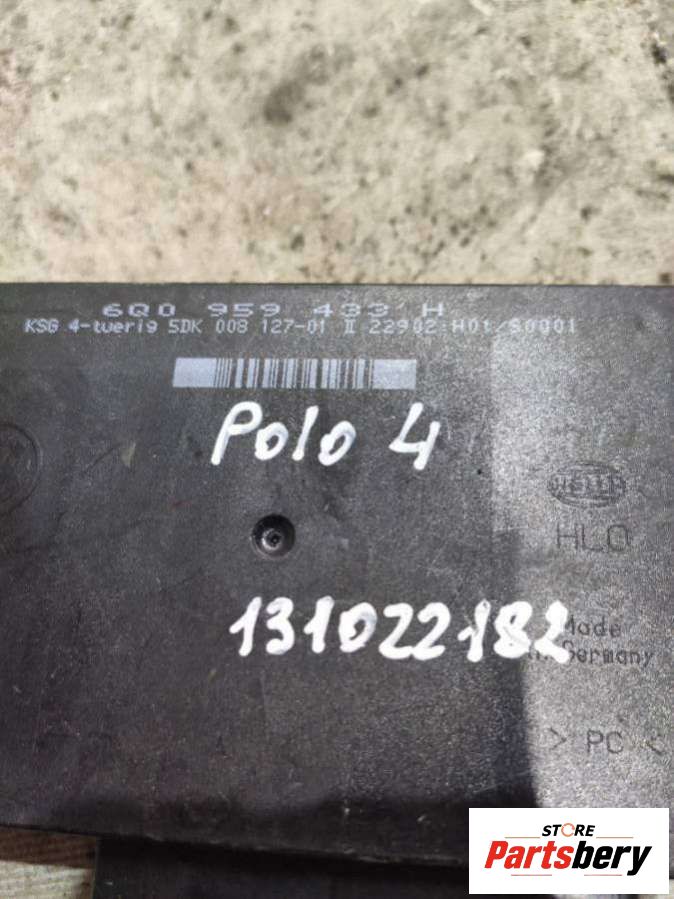 6Q0 959 433 H
KSG 4-tuerig 5DK 008 127-01 II-22902 H01/S0001
Polo 4
HELLA
HLO
131022182
Made
in Germany
> PC <
STORE
Partsbery